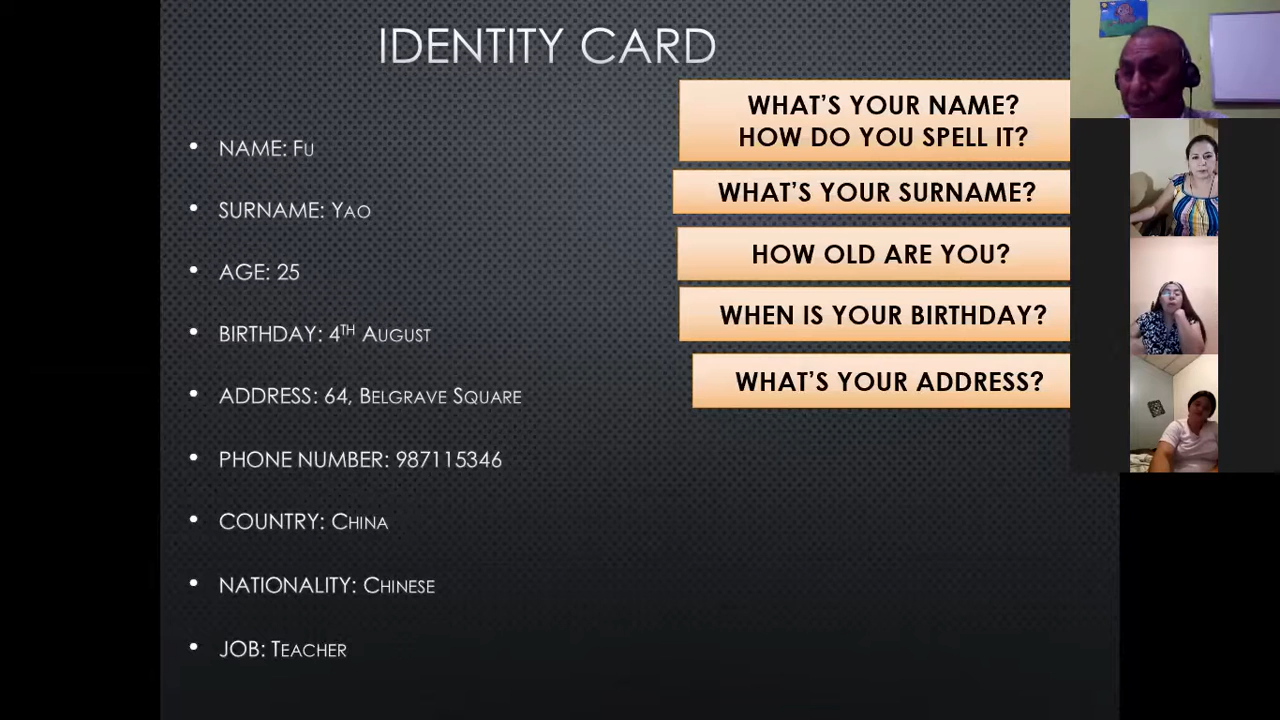 IDENTITY CARD
• NAME: FU
• SURNAME: YAO
• AGE: 25
• BIRTHDAY: 4TH AUGUST
• ADDRESS: 64, BELGRAVE SQUARE
• PHONE NUMBER: 987115346
• COUNTRY: CHINA
• NATIONALITY: CHINESE
• JOB: TEACHER
WHAT'S YOUR NAME?
HOW DO YOU SPELL IT?
WHAT'S YOUR SURNAME?
HOW OLD ARE YOU?
WHEN IS YOUR BIRTHDAY?
WHAT'S YOUR ADDRESS?